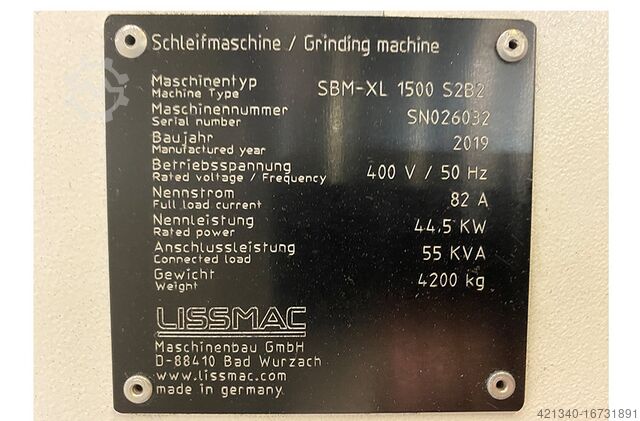 Schleifmaschine / Grinding machine
Maschinentyp SBM-XL 1500 S2B2
Machine Type
Maschinennummer SN026032
Serial number
Baujahr 2019
Manufactured year
Betriebsspannung 400 V / 50 Hz
Rated voltage / Frequency
Nennstrom 82 A
Full load current
Nennleistung 44,5 KW
Rated power
Anschlussleistung 55 KVA
Connected load
Gewicht 4200 kg
Weight
LISSMAC
Maschinenbau GmbH
D-88410 Bad Wurzach
www.lissmac.com
made in germany.
421340-16731891